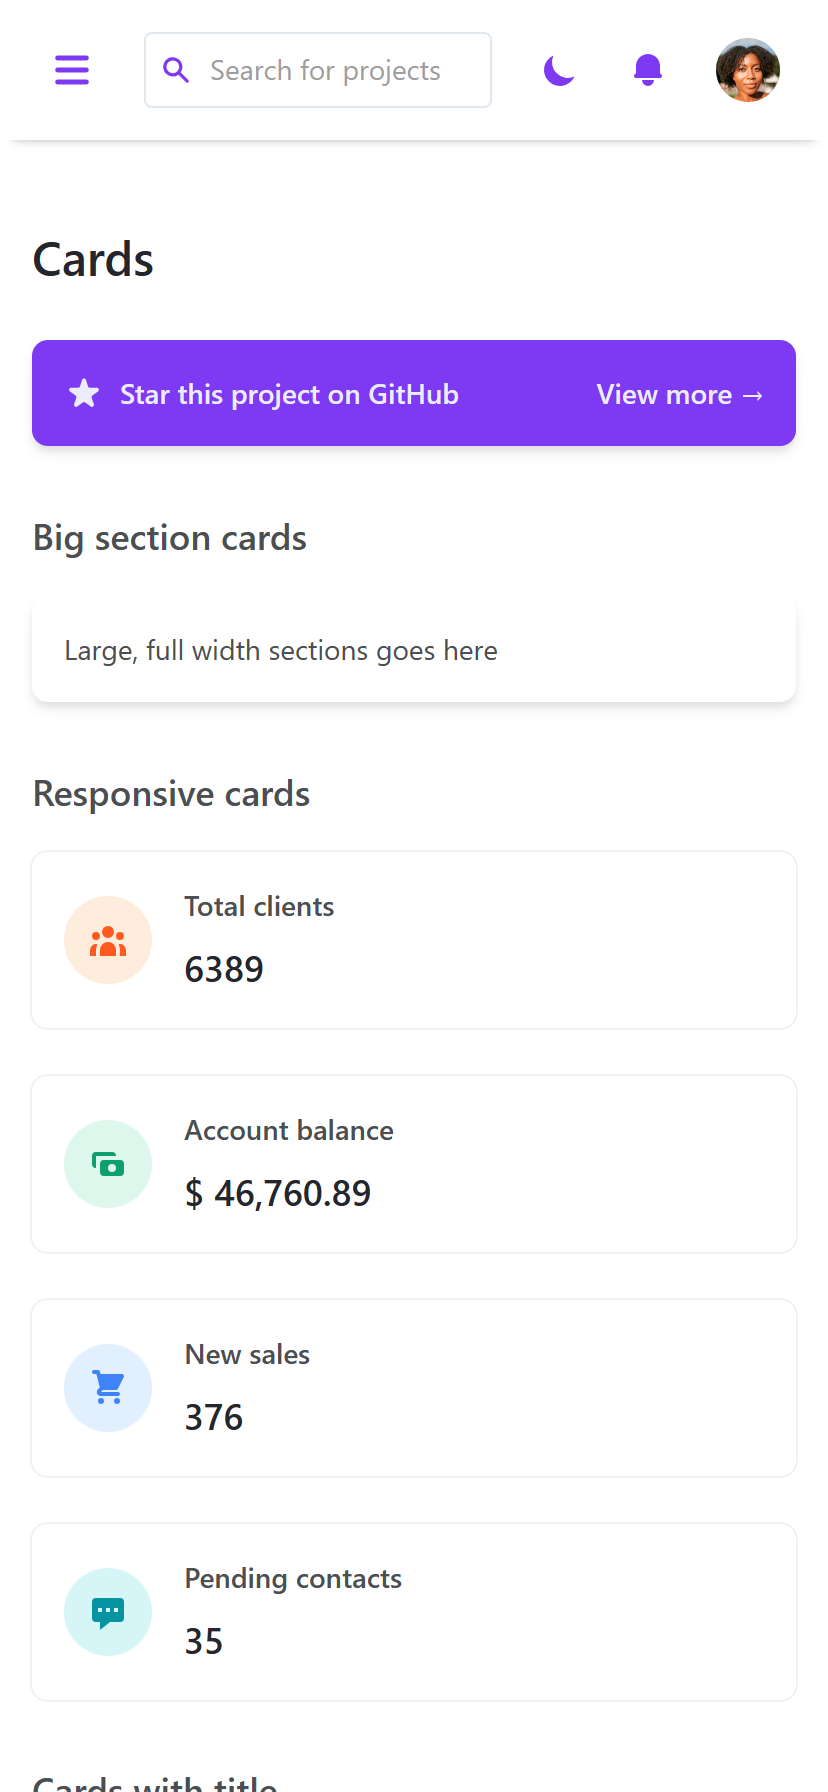 Search for projects
Cards
Star this project on GitHub
View more →
Big section cards
Large, full width sections goes here
Responsive cards
Total clients
6389
Account balance
$ 46,760.89
New sales
376
Pending contacts
35
Cards with title